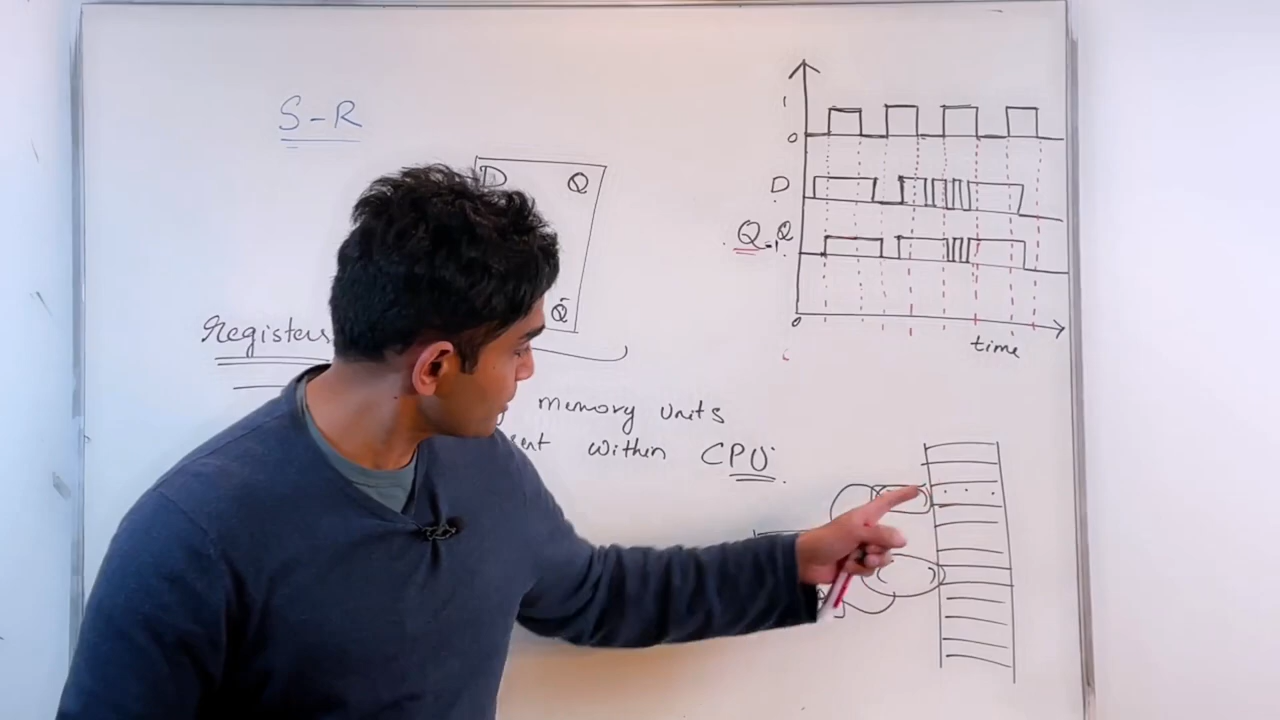 S-R
D Q
Q̄
Registers
memory units
within CPU
1
0
D
Q
Q
0
time